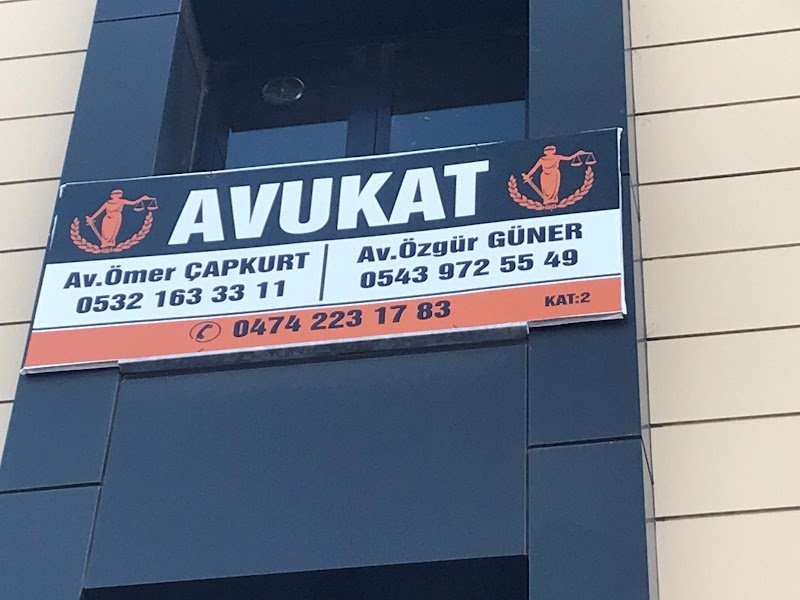 AVUKAT
Av.Ömer ÇAPKURT
0532 163 33 11
Av.Özgür GÜNER
0543 972 55 49
0474 223 17 83
KAT:2